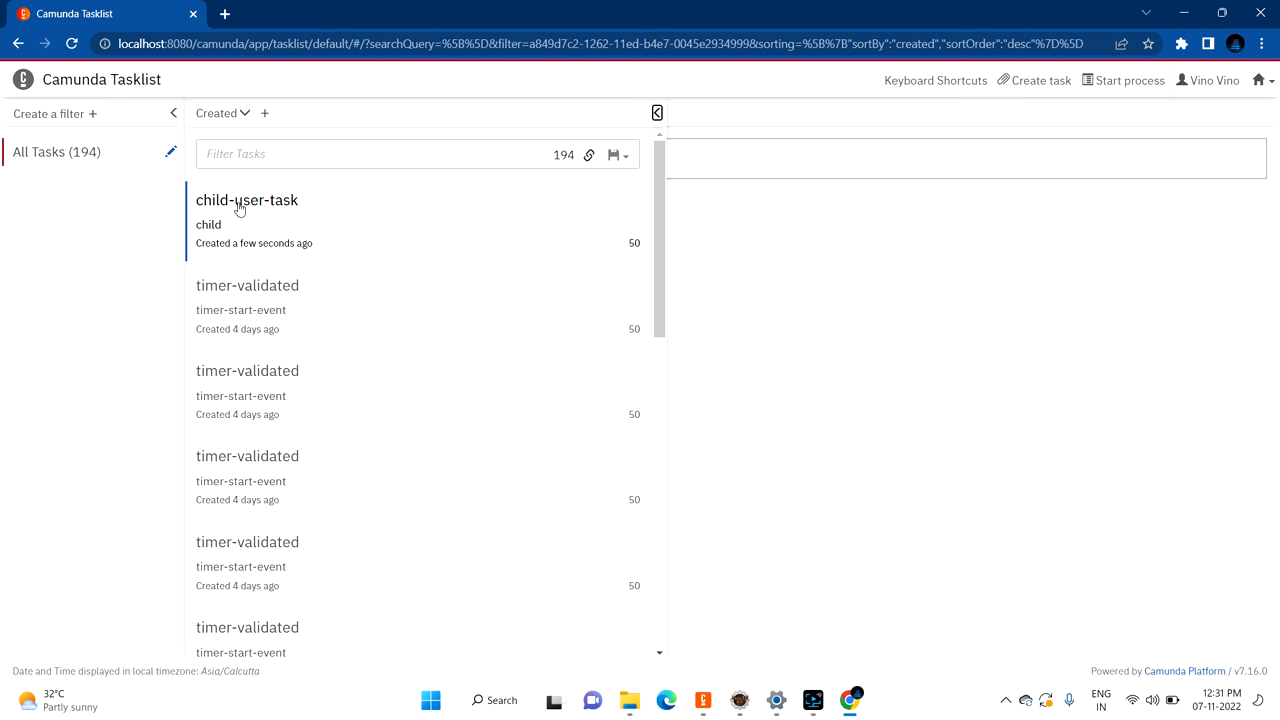 Camunda Tasklist
localhost:8080/camunda/app/tasklist/default/#/?searchQuery=%5B%5D&filter=a849d7c2-1262-11ed-b4e7-0045e2934999&sorting=%5B%7B"sortBy":"created","sortOrder":"desc"%7D%5D
Camunda Tasklist
Keyboard Shortcuts Create task Start process Vino Vino
Create a filter +
Created +
All Tasks (194)
Filter Tasks 194
child-user-task
child
Created a few seconds ago 50
timer-validated
timer-start-event
Created 4 days ago 50
timer-validated
timer-start-event
Created 4 days ago 50
timer-validated
timer-start-event
Created 4 days ago 50
timer-validated
timer-start-event
Created 4 days ago 50
timer-validated
timer-start-event
Date and Time displayed in local timezone: Asia/Calcutta
Powered by Camunda Platform / v7.16.0
32°C
Partly sunny
Search
ENG
IN
12:31 PM
07-11-2022